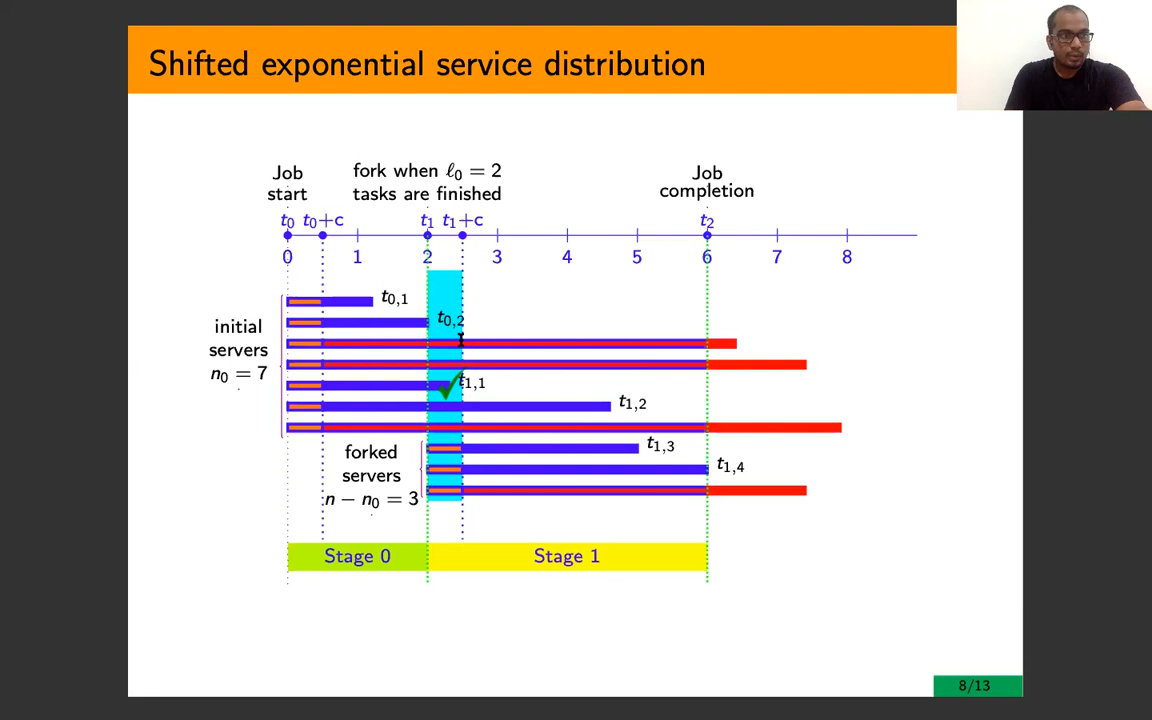 Shifted exponential service distribution
Job
start
fork when ℓ₀ = 2
tasks are finished
Job
completion
t₀ t₀+c t₁ t₁+c t₂
0 1 2 3 4 5 6 7 8
t₀,₁
t₀,₂
initial
servers
n₀ = 7
t₁,₁
t₁,₂
t₁,₃
t₁,₄
forked
servers
n − n₀ = 3
Stage 0 Stage 1
8/13